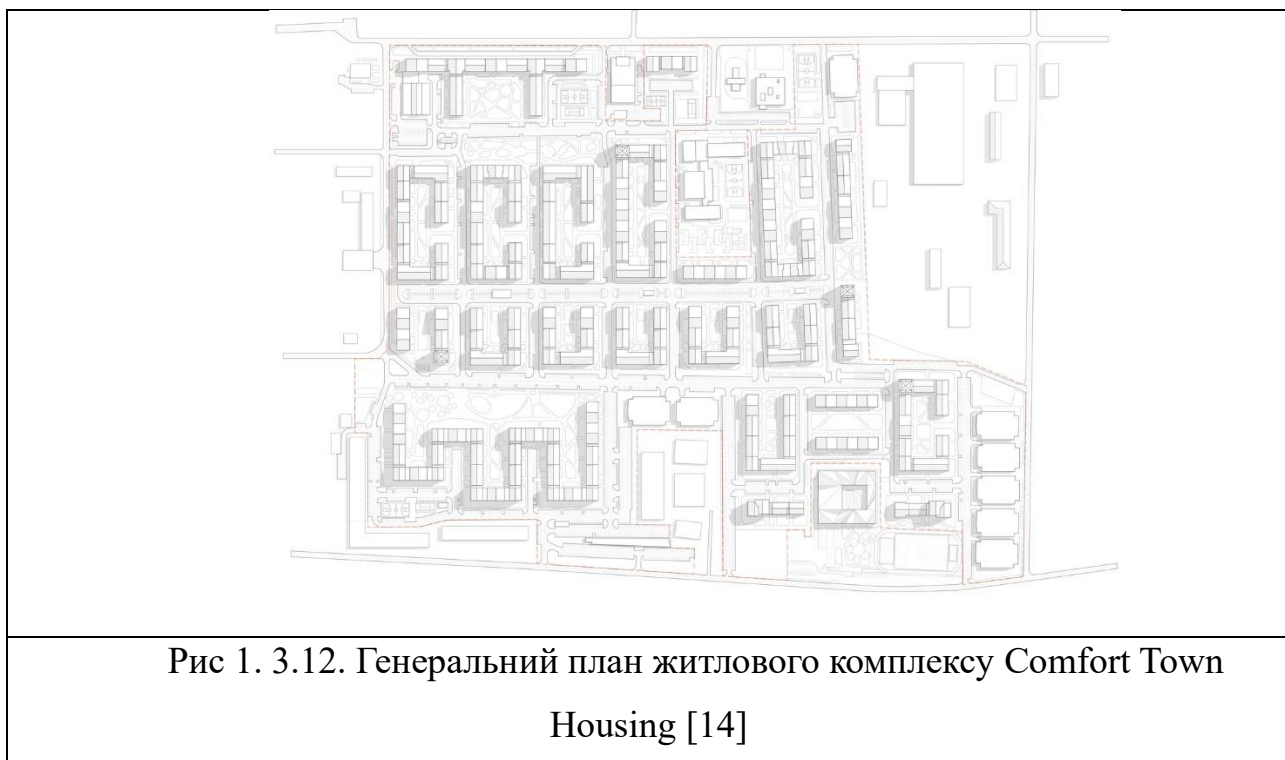 Рис 1. 3.12. Генеральний план житлового комплексу Comfort Town
Housing [14]